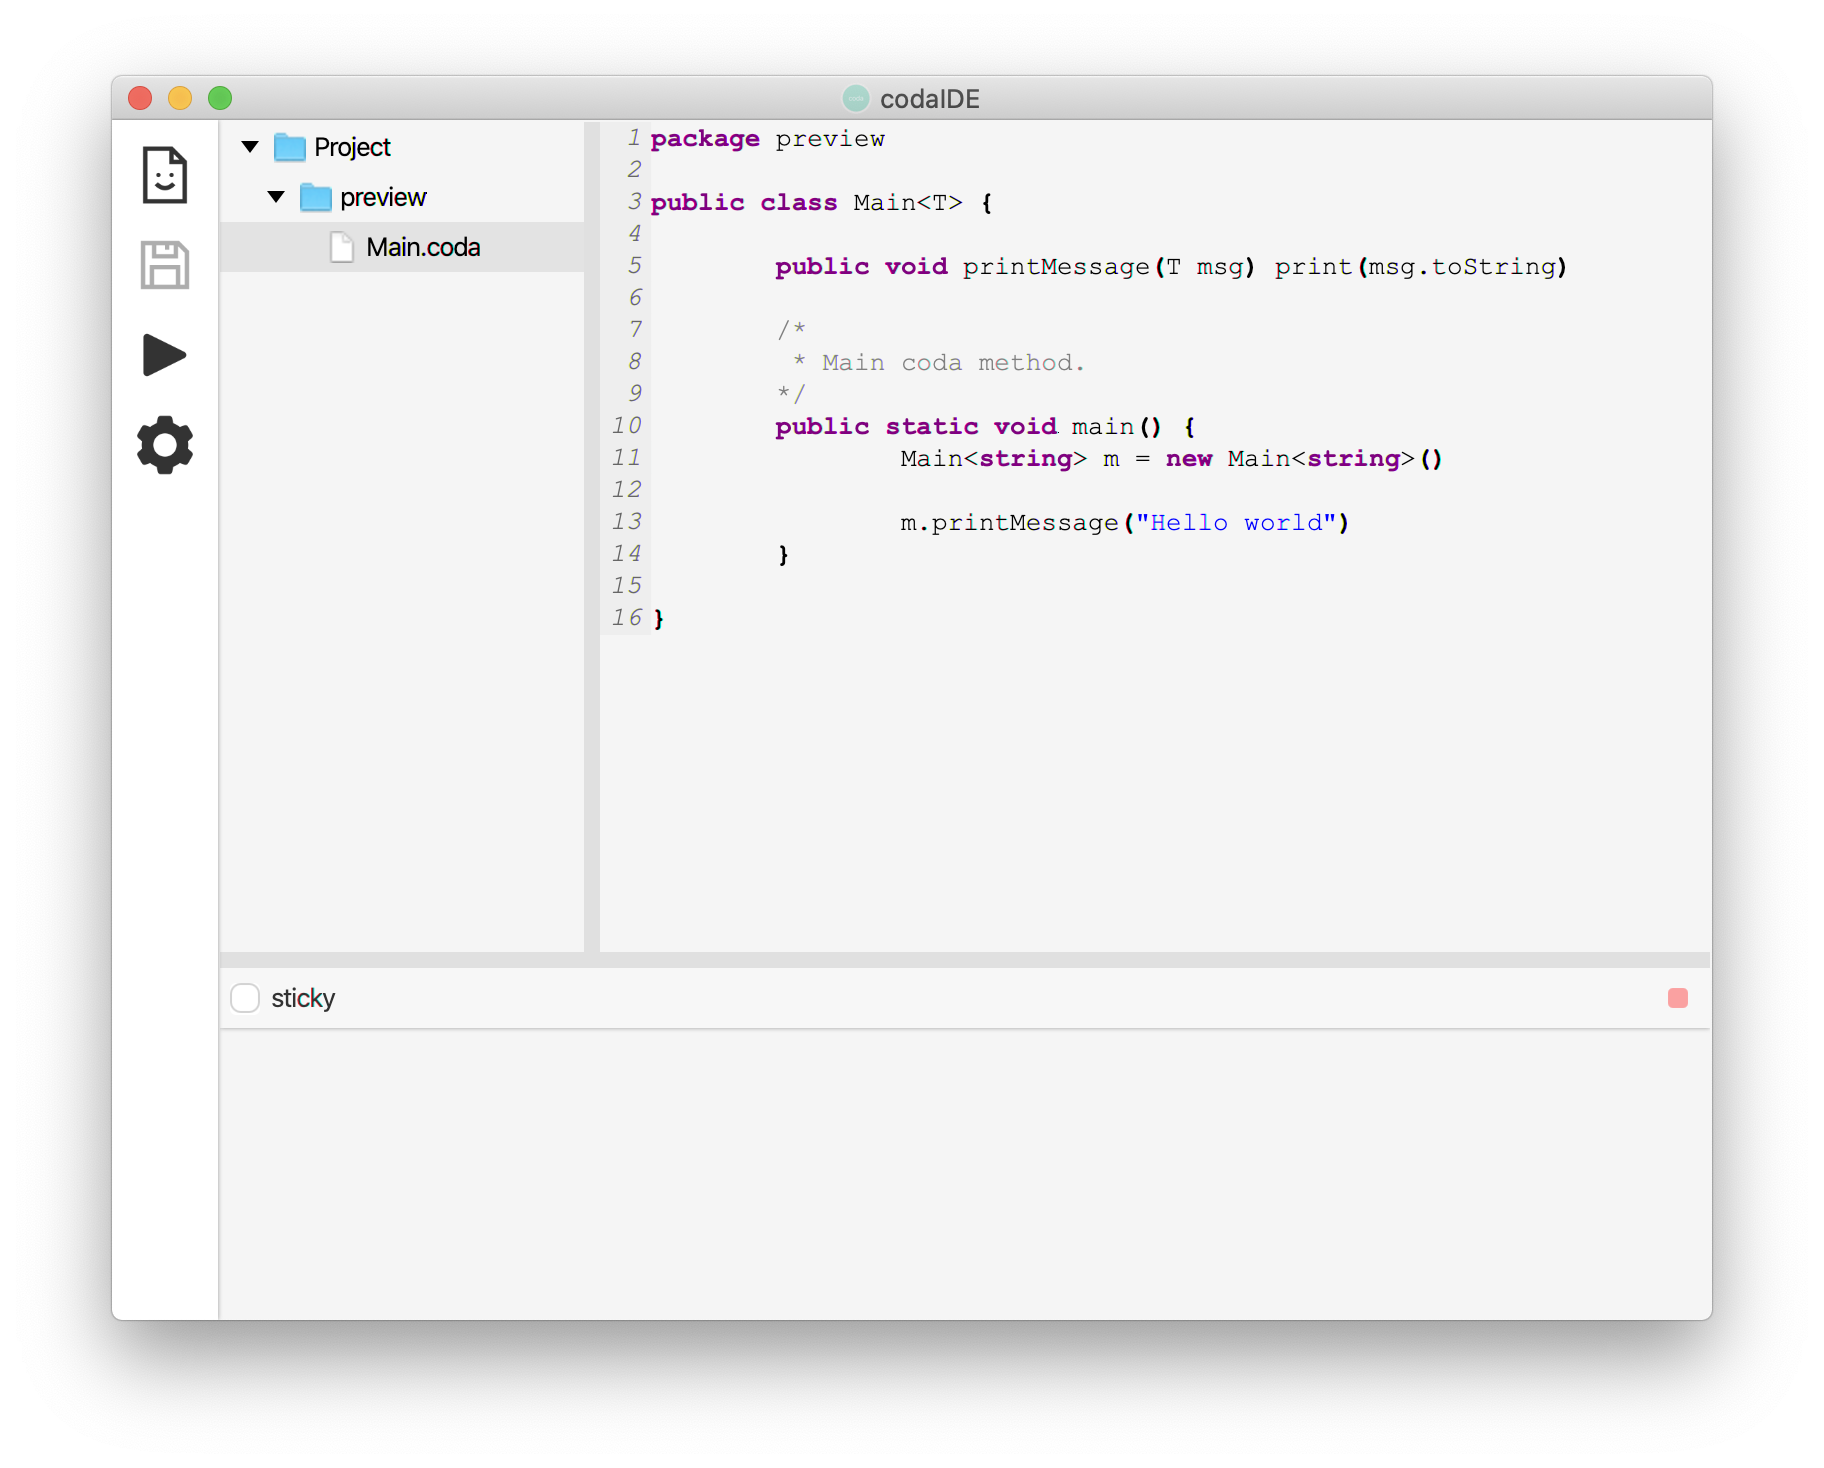 codaIDE
Project
preview
Main.coda
1 package preview
2
3 public class Main<T> {
4
5 public void printMessage(T msg) print(msg.toString)
6
7 /*
8 * Main coda method.
9 */
10 public static void main() {
11 Main<string> m = new Main<string>()
12
13 m.printMessage("Hello world")
14 }
15
16 }
sticky